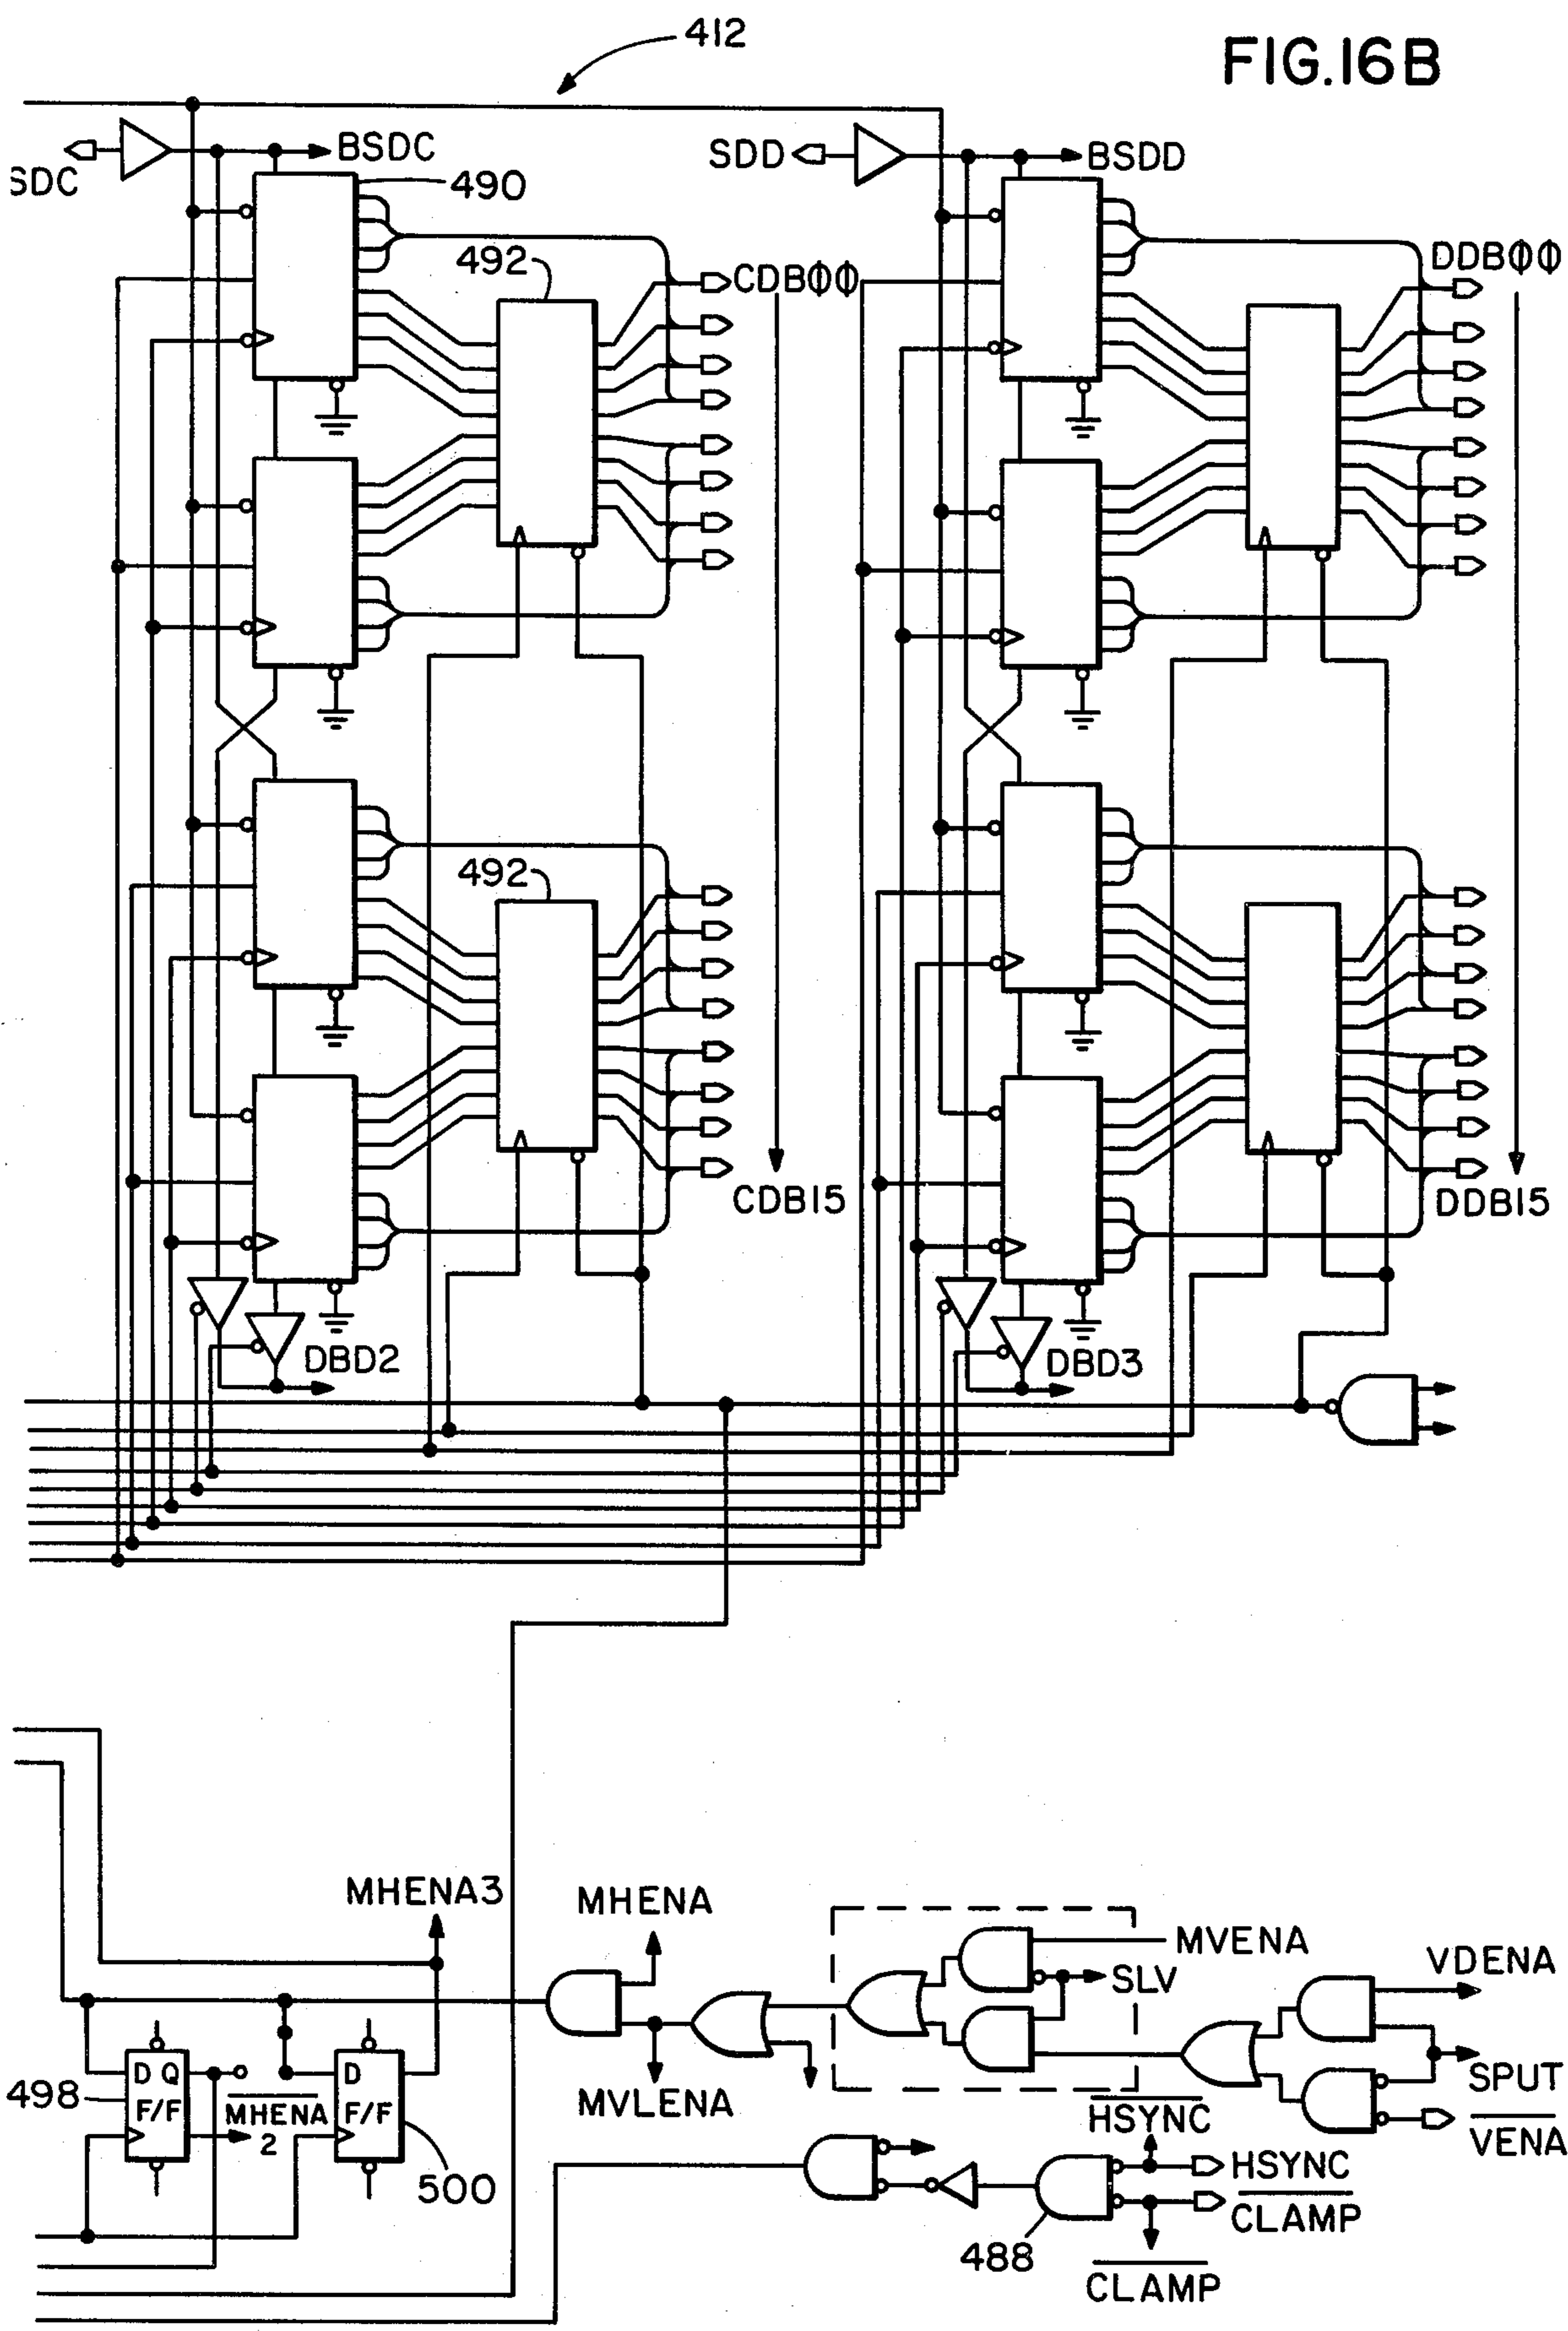 412
FIG.16B
SDC
BSDC
SDD
BSDD
490
492
CDBΦΦ
DDBΦΦ
492
CDB15
DDB15
DBD2
DBD3
MHENA3
MHENA
MVENA
SLV
VDENA
SPUT
VENA
D Q
F/F
498
MHENA
2
D
F/F
500
MVLENA
HSYNC
HSYNC
CLAMP
488
CLAMP